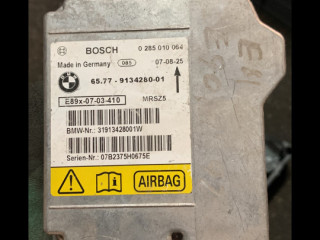 BOSCH 0 285 010 064
Made in Germany 083 07-08-25
65.77 - 9134280-01
E89x-07-03-410 MRSZ5
BMW-Nr.: 31913428001W
Serien-Nr.: 07B2375H0675E
AIRBAG